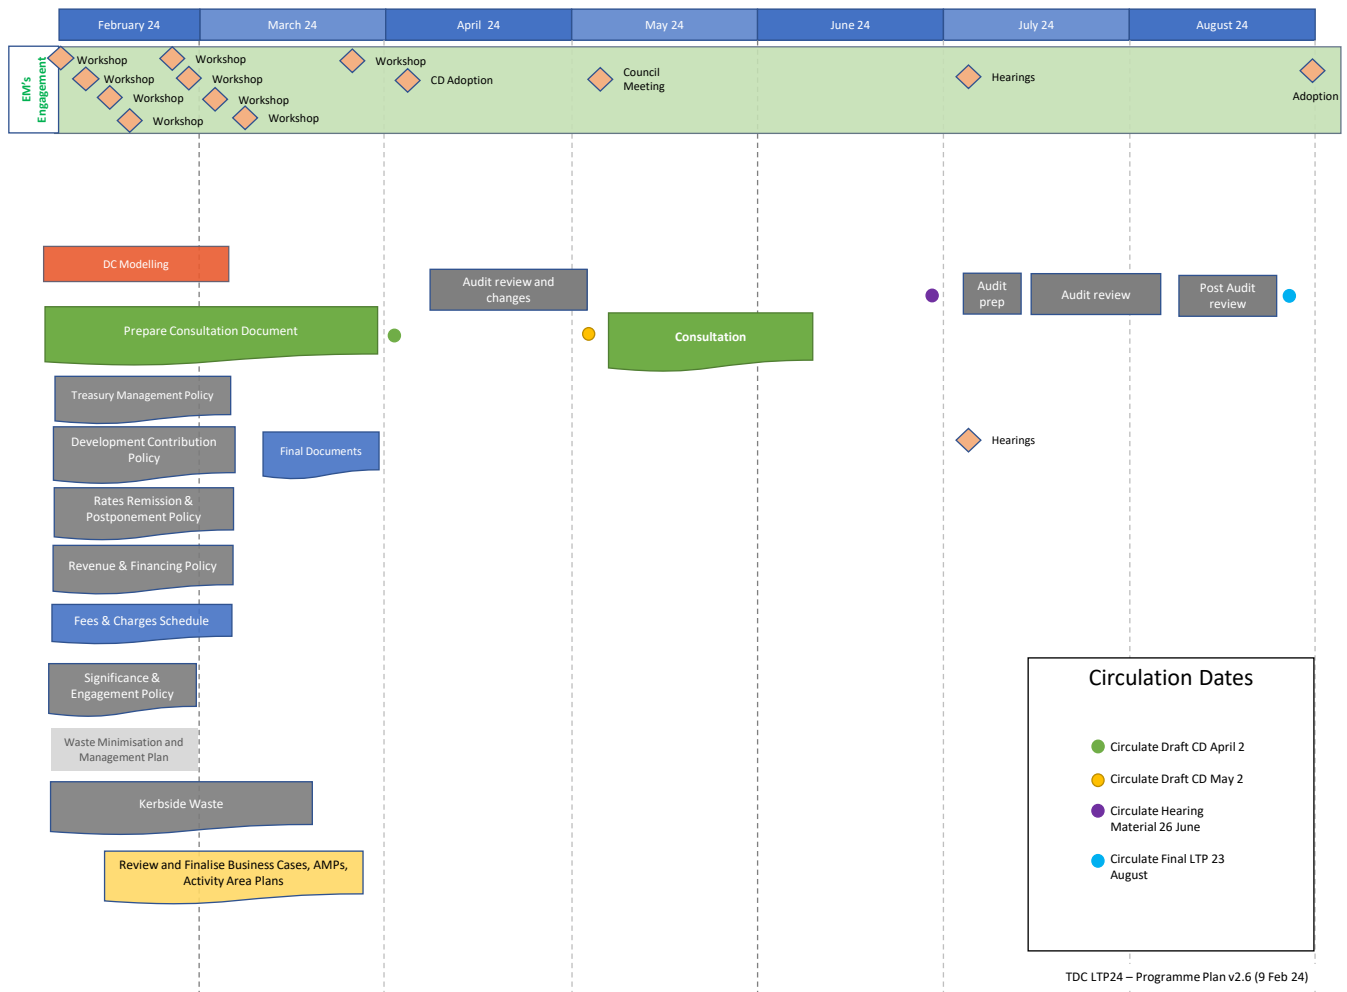 February 24
March 24
April  24
May 24
June 24
July 24
August 24
EM's
Engagement
Workshop
Workshop
Workshop
Workshop
Workshop
Workshop
Workshop
Workshop
Workshop
CD Adoption
Council
Meeting
Hearings
Adoption
DC Modelling
Audit review and
changes
Audit
prep
Audit review
Post Audit
review
Prepare Consultation Document
Consultation
Treasury Management Policy
Development Contribution
Policy
Final Documents
Hearings
Rates Remission &
Postponement Policy
Revenue & Financing Policy
Fees & Charges Schedule
Significance &
Engagement Policy
Waste Minimisation and
Management Plan
Kerbside Waste
Review and Finalise Business Cases, AMPs,
Activity Area Plans
Circulation Dates
Circulate Draft CD April 2
Circulate Draft CD May 2
Circulate Hearing
Material 26 June
Circulate Final LTP 23
August
TDC LTP24 – Programme Plan v2.6 (9 Feb 24)